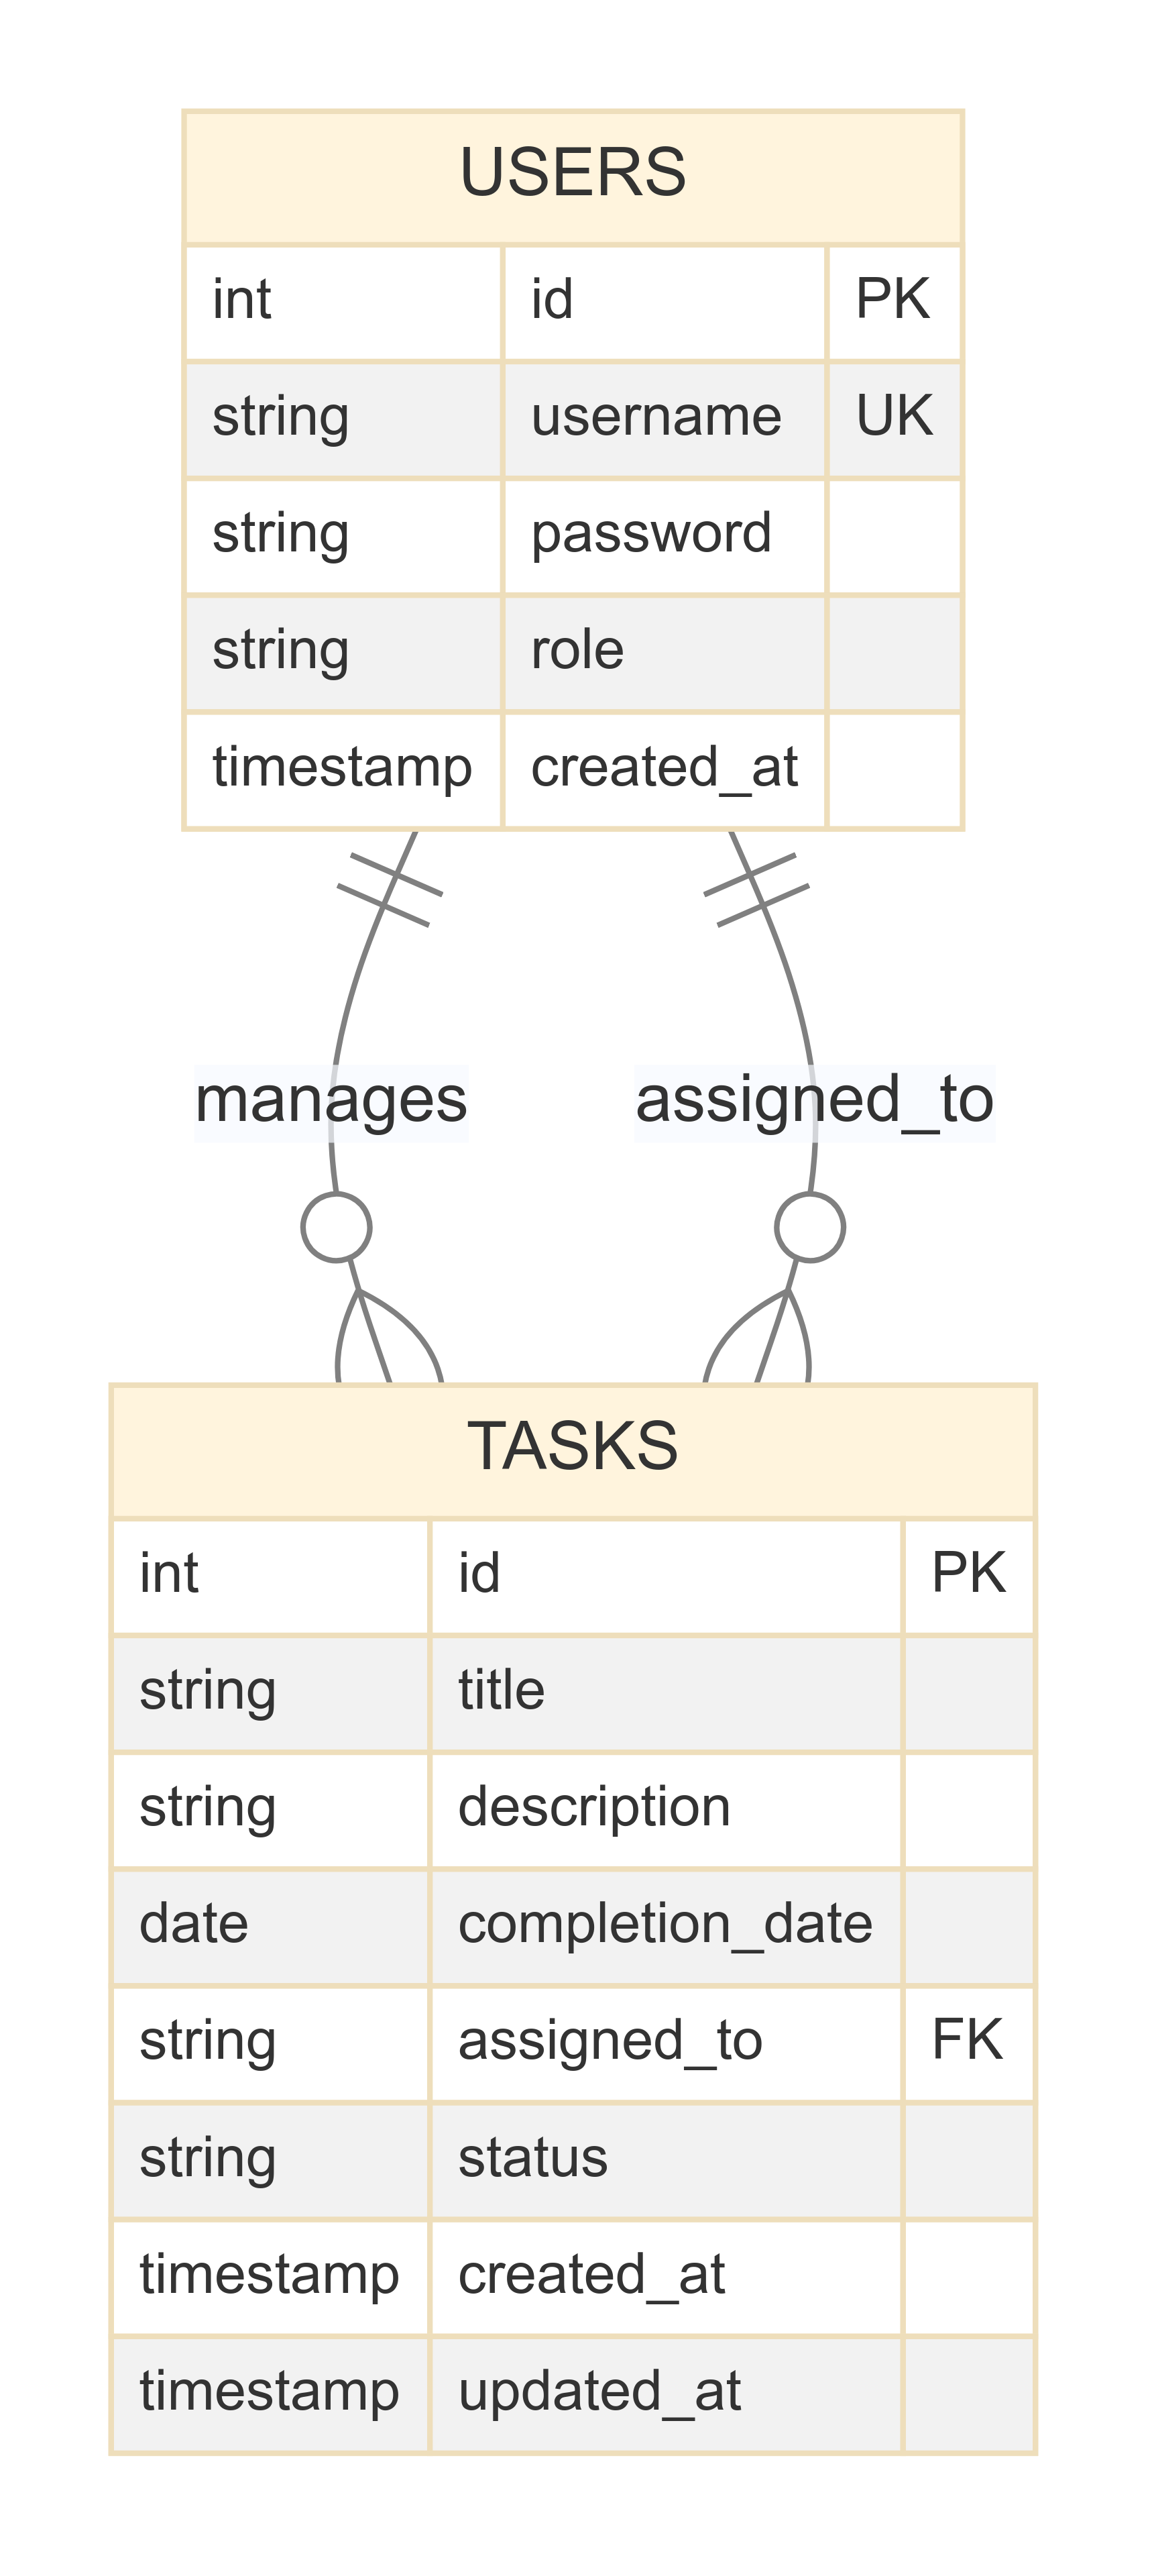 USERS
int id PK
string username UK
string password
string role
timestamp created_at
manages assigned_to
TASKS
int id PK
string title
string description
date completion_date
string assigned_to FK
string status
timestamp created_at
timestamp updated_at